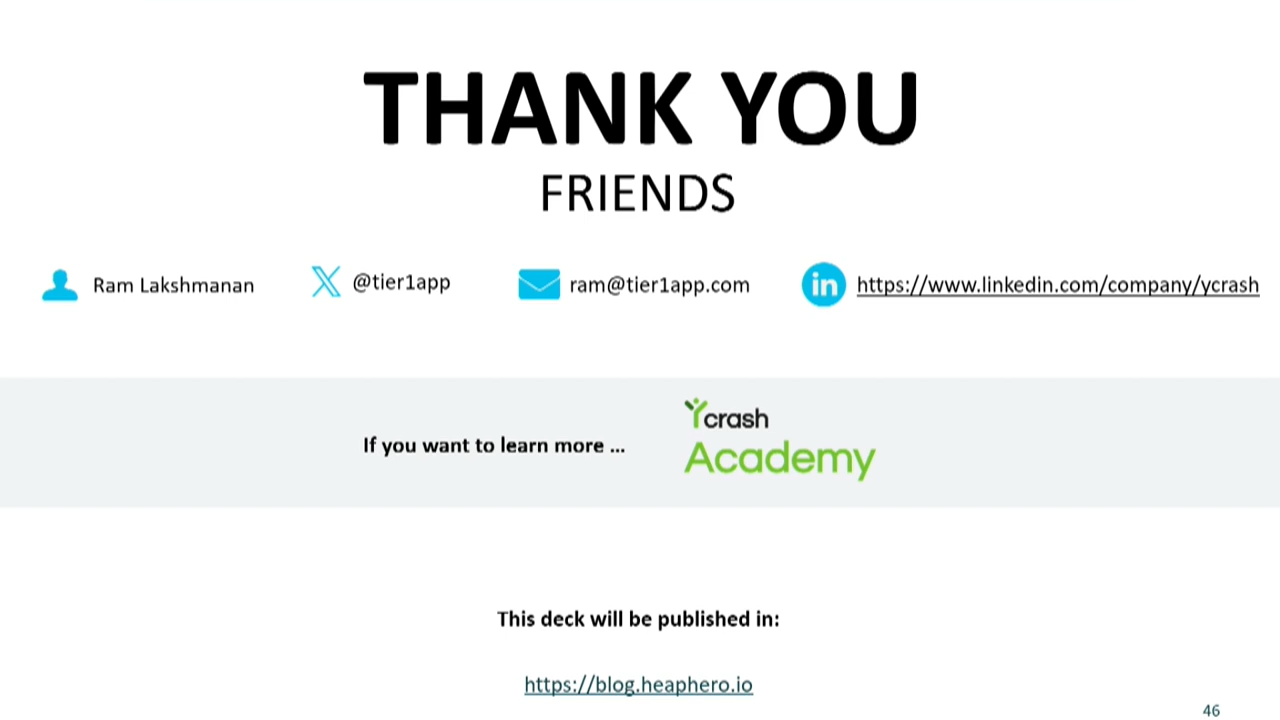 THANK YOU
FRIENDS
Ram Lakshmanan
@tier1app
ram@tier1app.com
in
https://www.linkedin.com/company/ycrash
If you want to learn more ...
Ycrash
Academy
This deck will be published in:
https://blog.heaphero.io
46